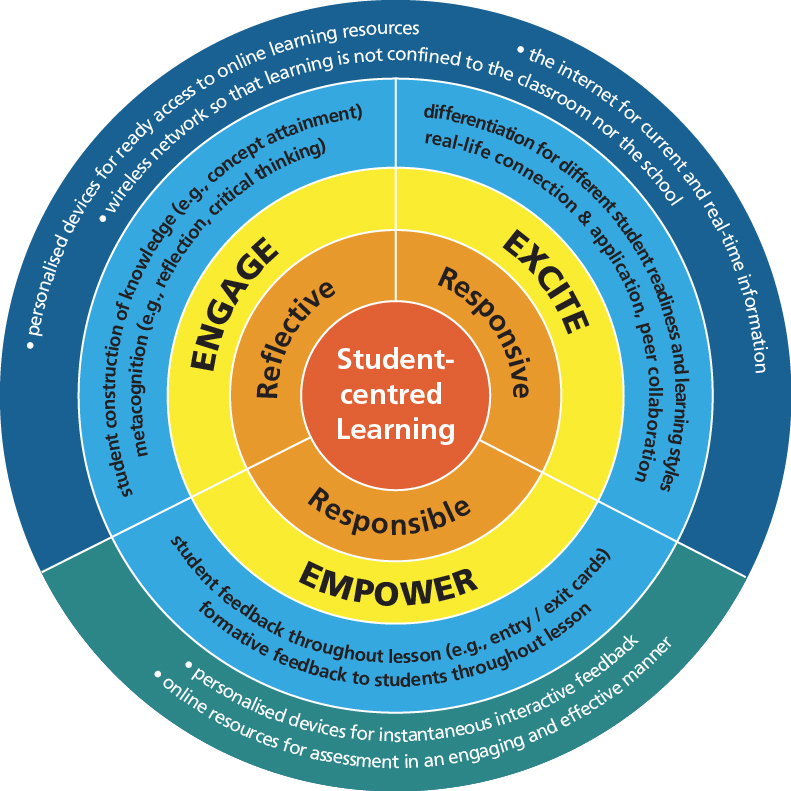 • personalised devices for ready access to online learning resources
• wireless network so that learning is not confined to the classroom nor the school
• the internet for current and real-time information
student construction of knowledge (e.g., concept attainment)
metacognition (e.g., reflection, critical thinking)
differentiation for different student readiness and learning styles
real-life connection & application, peer collaboration
ENGAGE
EXCITE
Reflective
Responsive
Student-
centred
Learning
Responsible
EMPOWER
student feedback throughout lesson (e.g., entry / exit cards)
formative feedback to students throughout lesson
• personalised devices for instantaneous interactive feedback
• online resources for assessment in an engaging and effective manner